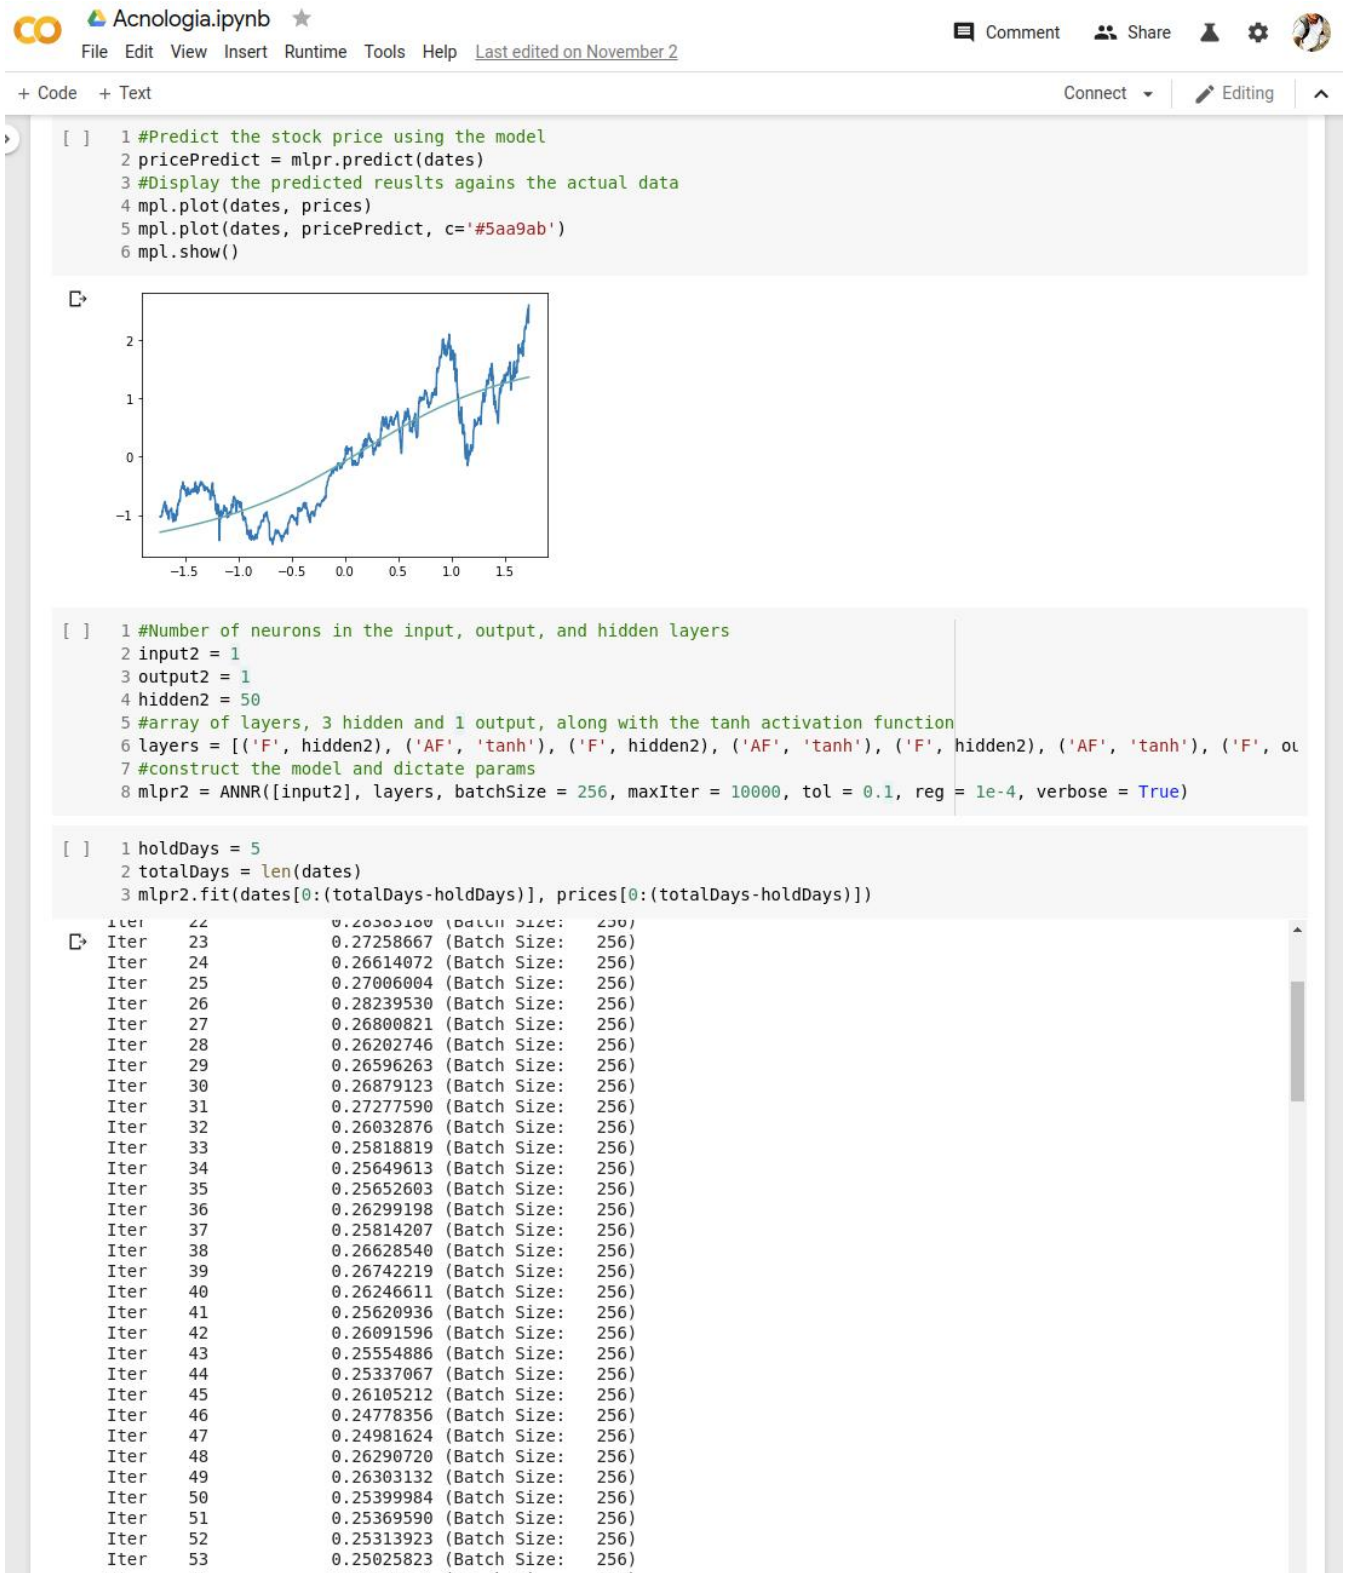 Acnologia.ipynb
File Edit View Insert Runtime Tools Help Last edited on November 2
Comment Share
+ Code + Text
Connect Editing
[ ] 1 #Predict the stock price using the model
2 pricePredict = mlpr.predict(dates)
3 #Display the predicted reuslts agains the actual data
4 mpl.plot(dates, prices)
5 mpl.plot(dates, pricePredict, c='#5aa9ab')
6 mpl.show()
2
1
0
−1
−1.5 −1.0 −0.5 0.0 0.5 1.0 1.5
[ ] 1 #Number of neurons in the input, output, and hidden layers
2 input2 = 1
3 output2 = 1
4 hidden2 = 50
5 #array of layers, 3 hidden and 1 output, along with the tanh activation function
6 layers = [('F', hidden2), ('AF', 'tanh'), ('F', hidden2), ('AF', 'tanh'), ('F', hidden2), ('AF', 'tanh'), ('F', ou
7 #construct the model and dictate params
8 mlpr2 = ANNR([input2], layers, batchSize = 256, maxIter = 10000, tol = 0.1, reg = 1e-4, verbose = True)
[ ] 1 holdDays = 5
2 totalDays = len(dates)
3 mlpr2.fit(dates[0:(totalDays-holdDays)], prices[0:(totalDays-holdDays)])
Iter 22 0.28383180 (Batch Size: 256)
Iter 23 0.27258667 (Batch Size: 256)
Iter 24 0.26614072 (Batch Size: 256)
Iter 25 0.27006004 (Batch Size: 256)
Iter 26 0.28239530 (Batch Size: 256)
Iter 27 0.26800821 (Batch Size: 256)
Iter 28 0.26202746 (Batch Size: 256)
Iter 29 0.26596263 (Batch Size: 256)
Iter 30 0.26879123 (Batch Size: 256)
Iter 31 0.27277590 (Batch Size: 256)
Iter 32 0.26032876 (Batch Size: 256)
Iter 33 0.25818819 (Batch Size: 256)
Iter 34 0.25649613 (Batch Size: 256)
Iter 35 0.25652603 (Batch Size: 256)
Iter 36 0.26299198 (Batch Size: 256)
Iter 37 0.25814207 (Batch Size: 256)
Iter 38 0.26628540 (Batch Size: 256)
Iter 39 0.26742219 (Batch Size: 256)
Iter 40 0.26246611 (Batch Size: 256)
Iter 41 0.25620936 (Batch Size: 256)
Iter 42 0.26091596 (Batch Size: 256)
Iter 43 0.25554886 (Batch Size: 256)
Iter 44 0.25337067 (Batch Size: 256)
Iter 45 0.26105212 (Batch Size: 256)
Iter 46 0.24778356 (Batch Size: 256)
Iter 47 0.24981624 (Batch Size: 256)
Iter 48 0.26290720 (Batch Size: 256)
Iter 49 0.26303132 (Batch Size: 256)
Iter 50 0.25399984 (Batch Size: 256)
Iter 51 0.25369590 (Batch Size: 256)
Iter 52 0.25313923 (Batch Size: 256)
Iter 53 0.25025823 (Batch Size: 256)